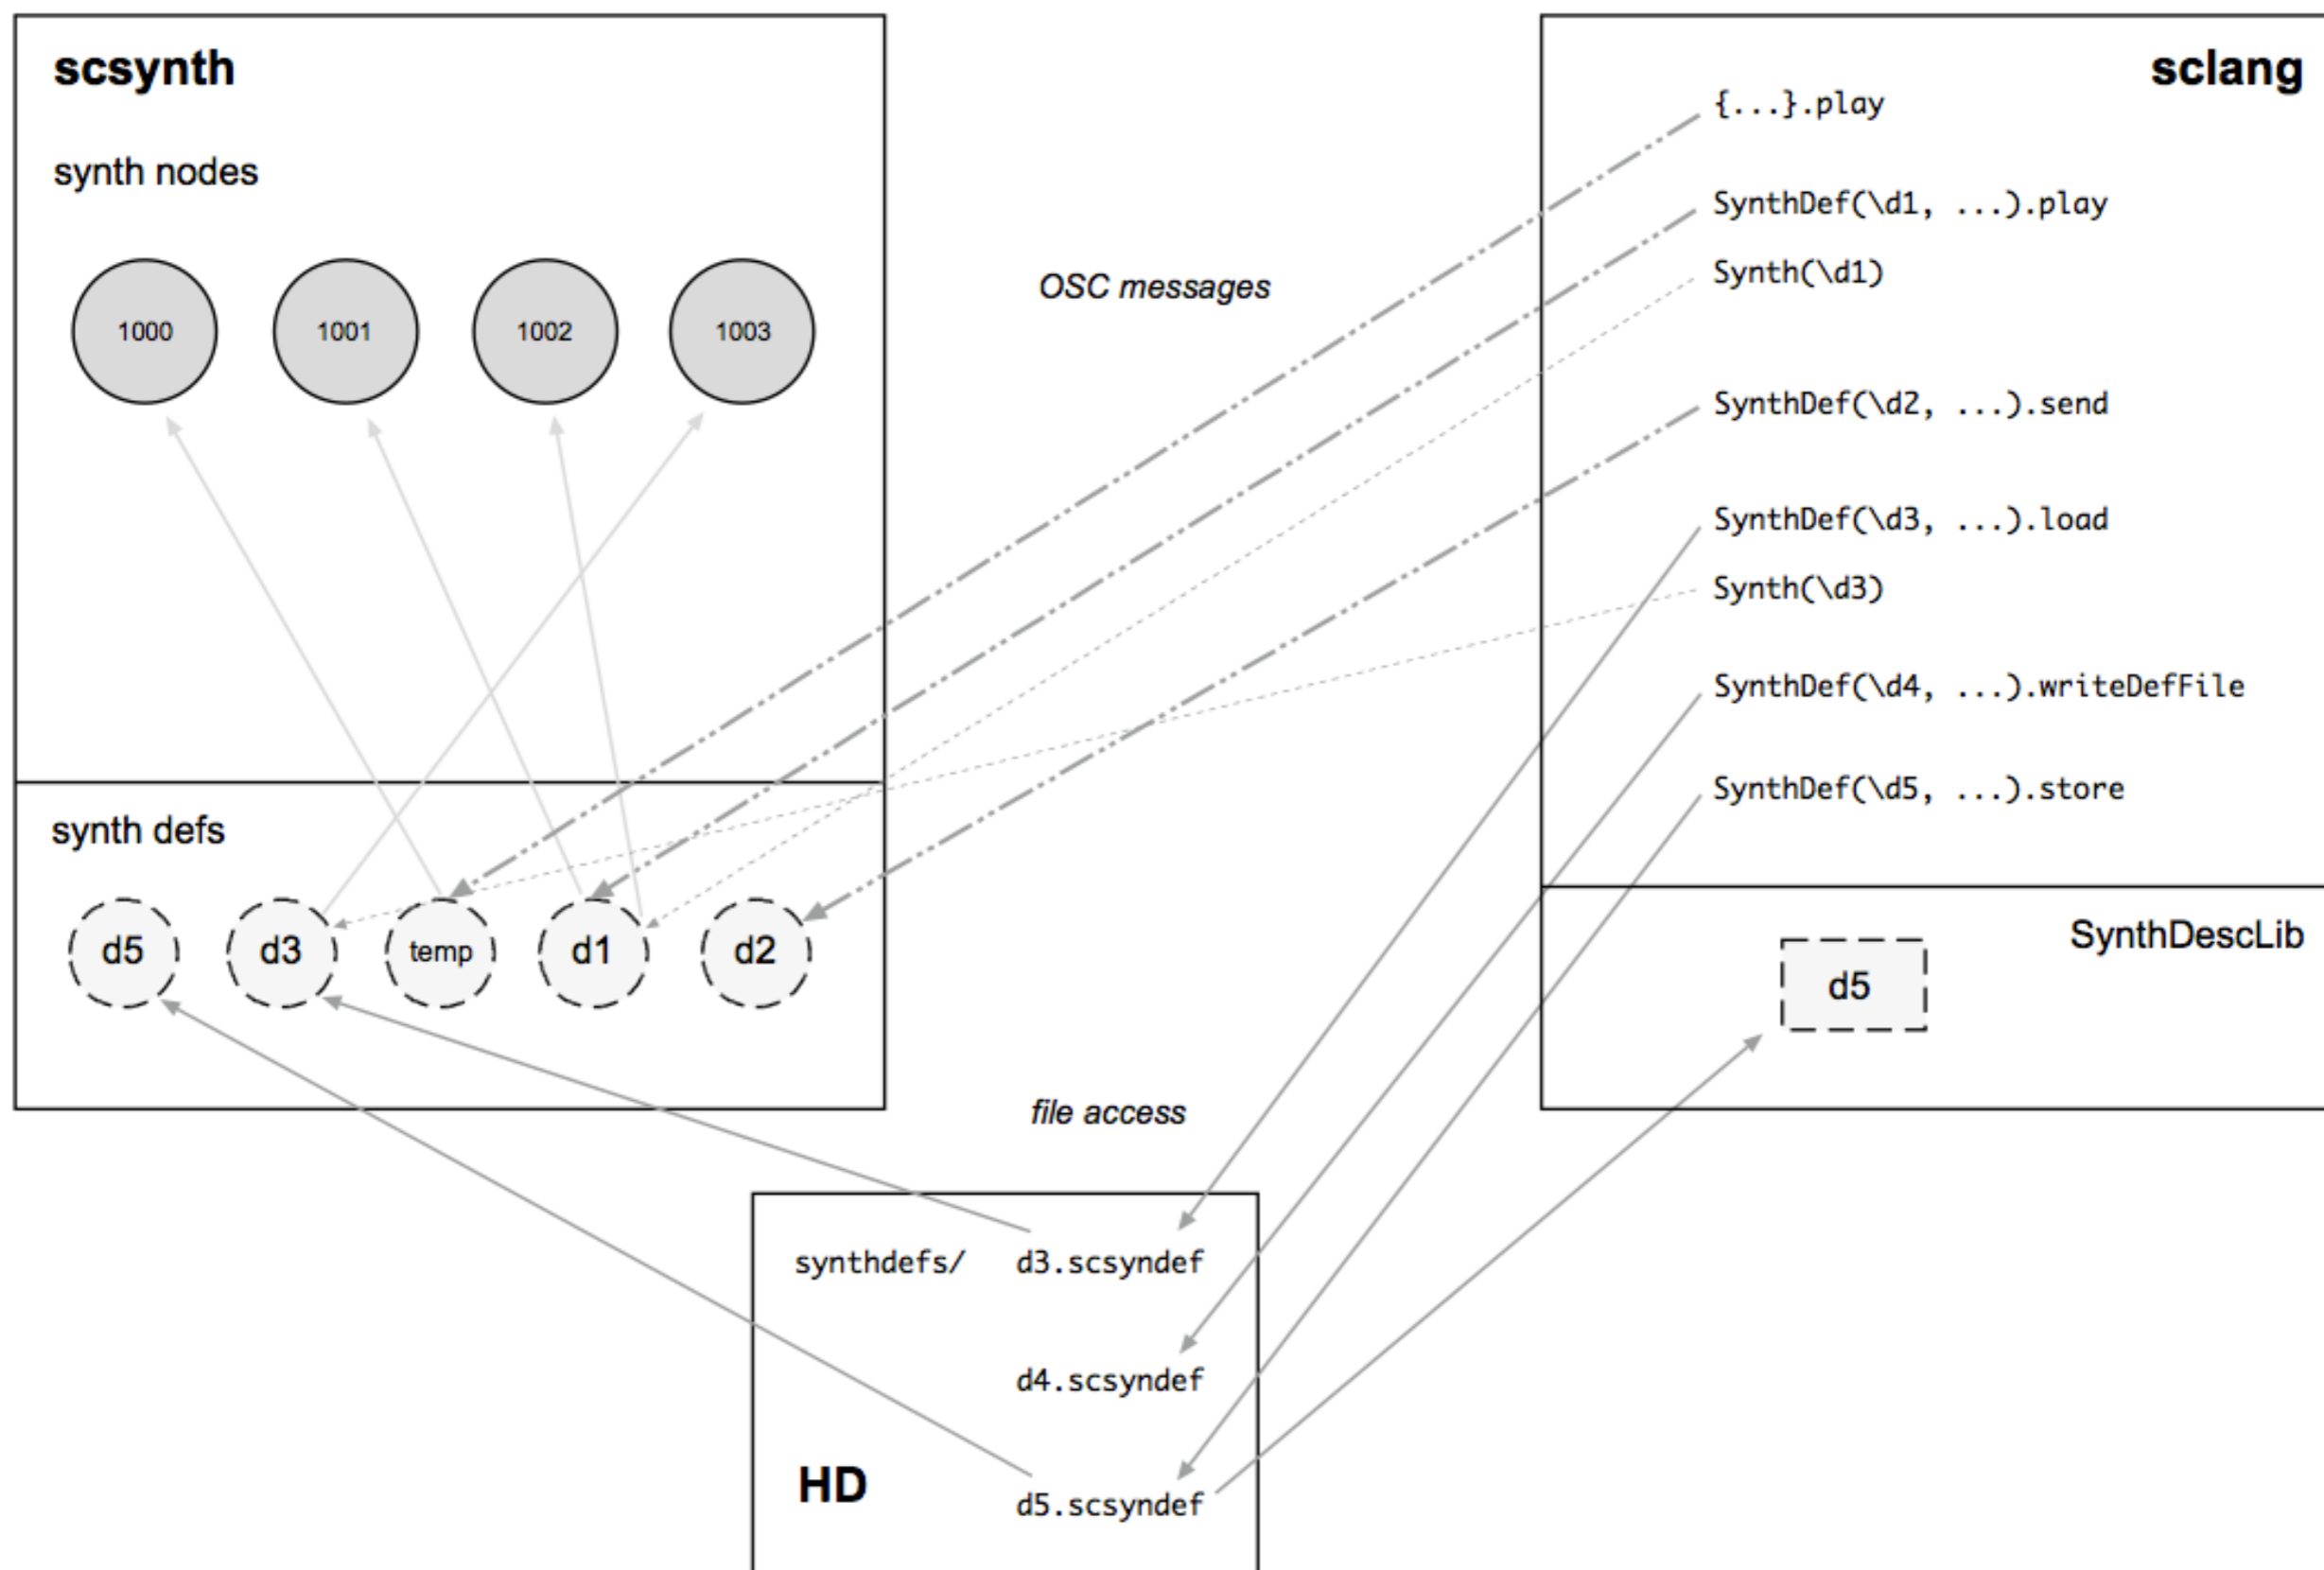 scsynth
synth nodes
1000
1001
1002
1003
synth defs
d5
d3
temp
d1
d2
OSC messages
file access
sclang
{...}.play
SynthDef(\d1, ...).play
Synth(\d1)
SynthDef(\d2, ...).send
SynthDef(\d3, ...).load
Synth(\d3)
SynthDef(\d4, ...).writeDefFile
SynthDef(\d5, ...).store
SynthDescLib
d5
synthdefs/ d3.scsyndef
d4.scsyndef
HD
d5.scsyndef